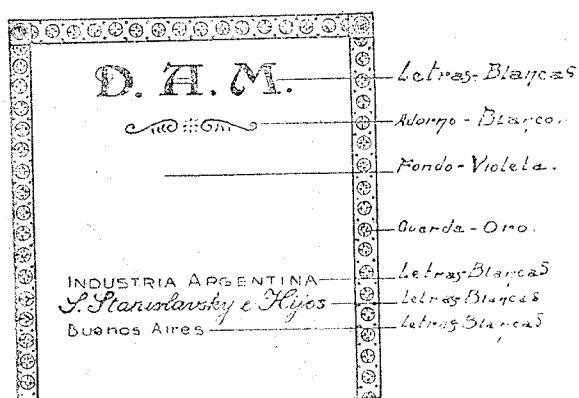 D. A. M. Letras-Blancas
Adorno-Blanco.
Fondo-Violeta.
Guarda-Oro.
INDUSTRIA ARGENTINA Letras-Blancas
S. Stanislavsky e Hijos letras Blancas
Buenos Aires letras Blancas